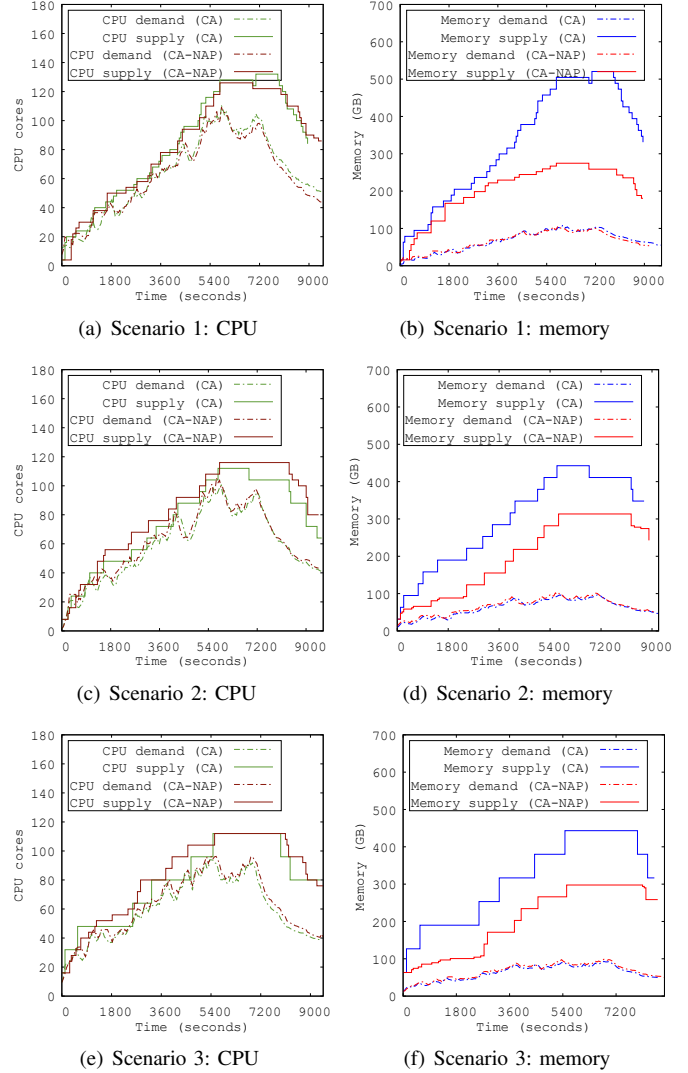 180
160
140
120
100
80
60
40
20
0
CPU cores
CPU demand (CA)
CPU supply (CA)
CPU demand (CA-NAP)
CPU supply (CA-NAP)
0 1800 3600 5400 7200 9000
Time (seconds)
(a) Scenario 1: CPU
700
600
500
400
300
200
100
0
Memory (GB)
Memory demand (CA)
Memory supply (CA)
Memory demand (CA-NAP)
Memory supply (CA-NAP)
0 1800 3600 5400 7200 9000
Time (seconds)
(b) Scenario 1: memory
180
160
140
120
100
80
60
40
20
0
CPU cores
CPU demand (CA)
CPU supply (CA)
CPU demand (CA-NAP)
CPU supply (CA-NAP)
0 1800 3600 5400 7200 9000
Time (seconds)
(c) Scenario 2: CPU
700
600
500
400
300
200
100
0
Memory (GB)
Memory demand (CA)
Memory supply (CA)
Memory demand (CA-NAP)
Memory supply (CA-NAP)
0 1800 3600 5400 7200 9000
Time (seconds)
(d) Scenario 2: memory
180
160
140
120
100
80
60
40
20
0
CPU cores
CPU demand (CA)
CPU supply (CA)
CPU demand (CA-NAP)
CPU supply (CA-NAP)
0 1800 3600 5400 7200 9000
Time (seconds)
(e) Scenario 3: CPU
700
600
500
400
300
200
100
0
Memory (GB)
Memory demand (CA)
Memory supply (CA)
Memory demand (CA-NAP)
Memory supply (CA-NAP)
0 1800 3600 5400 7200
Time (seconds)
(f) Scenario 3: memory